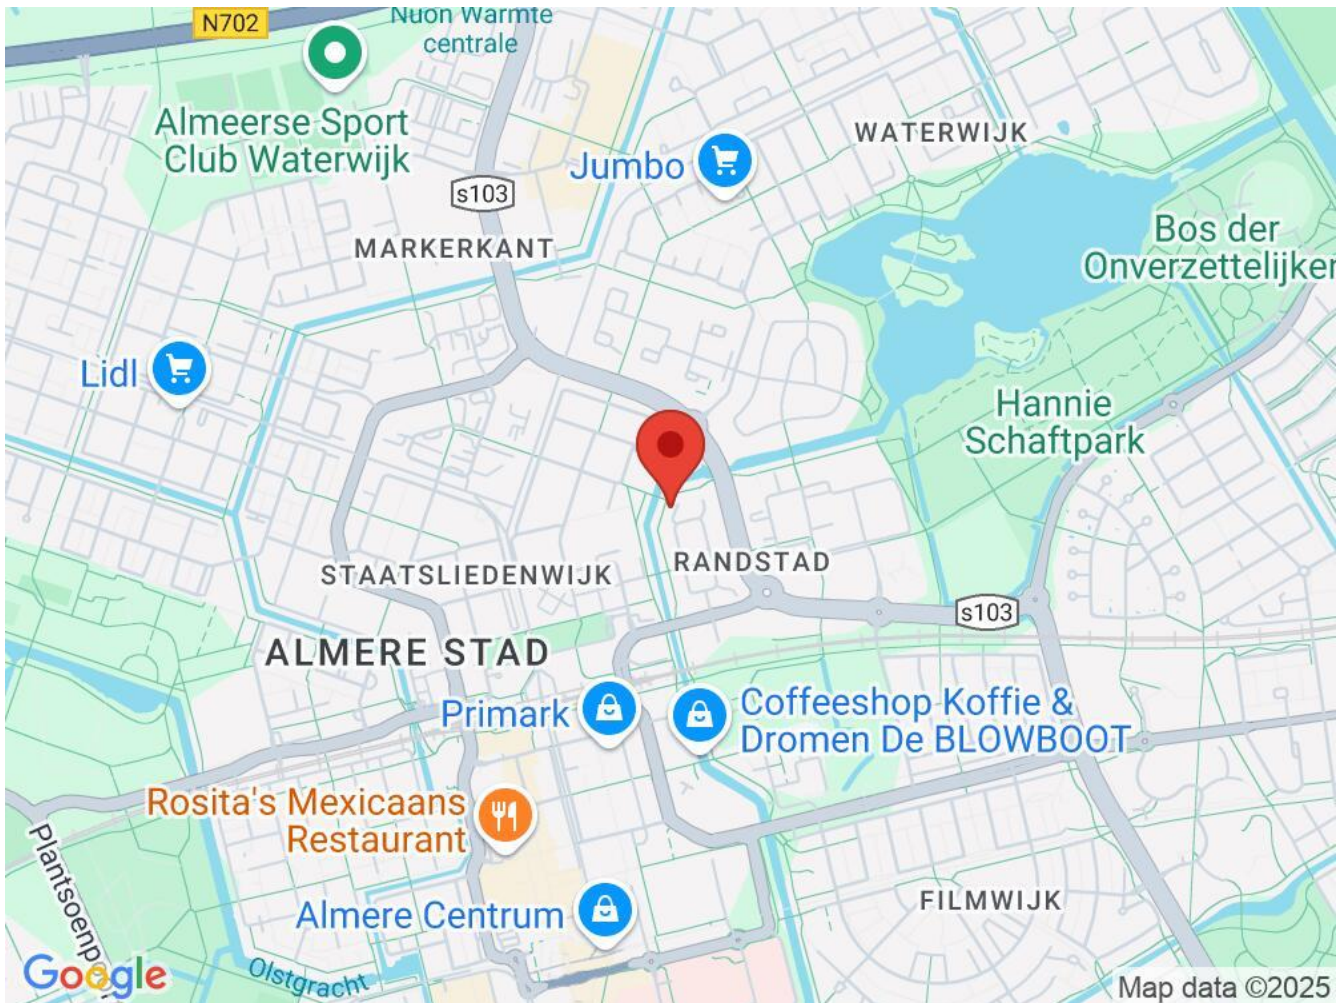 N702
Nuon Warmte
centrale
Almeerse Sport
Club Waterwijk
Jumbo
WATERWIJK
s103
MARKERKANT
Bos der
Onverzettelijker
Lidl
Hannie
Schaftpark
STAATSLIEDENWIJK
RANDSTAD
s103
ALMERE STAD
Primark
Coffeeshop Koffie &
Dromen De BLOWBOOT
Rosita's Mexicaans
Restaurant
Plantsoenp
Almere Centrum
FILMWIJK
Olstgracht
Google
Map data ©2025